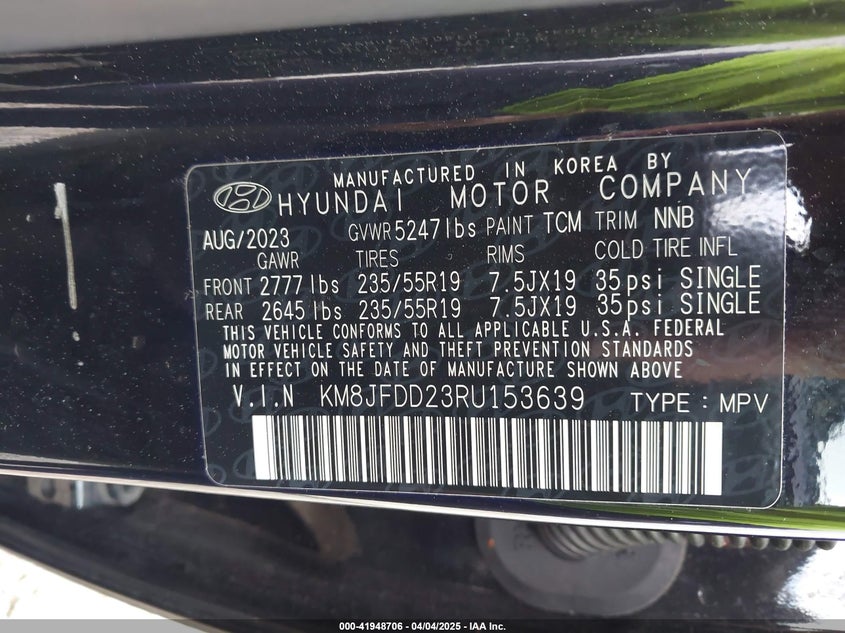 MANUFACTURED IN KOREA BY
HYUNDAI MOTOR COMPANY
AUG/2023 GVWR 5247lbs PAINT TCM TRIM NNB
GAWR TIRES RIMS COLD TIRE INFL
FRONT 2777 lbs 235/55R19 7.5JX19 35psi SINGLE
REAR 2645 lbs 235/55R19 7.5JX19 35psi SINGLE
THIS VEHICLE CONFORMS TO ALL APPLICABLE U.S.A. FEDERAL
MOTOR VEHICLE SAFETY AND THEFT PREVENTION STANDARDS
IN EFFECT ON THE DATE OF MANUFACTURE SHOWN ABOVE
V.I.N KM8JFDD23RU153639 TYPE : MPV
000-41948706 - 04/04/2025 - IAA Inc.